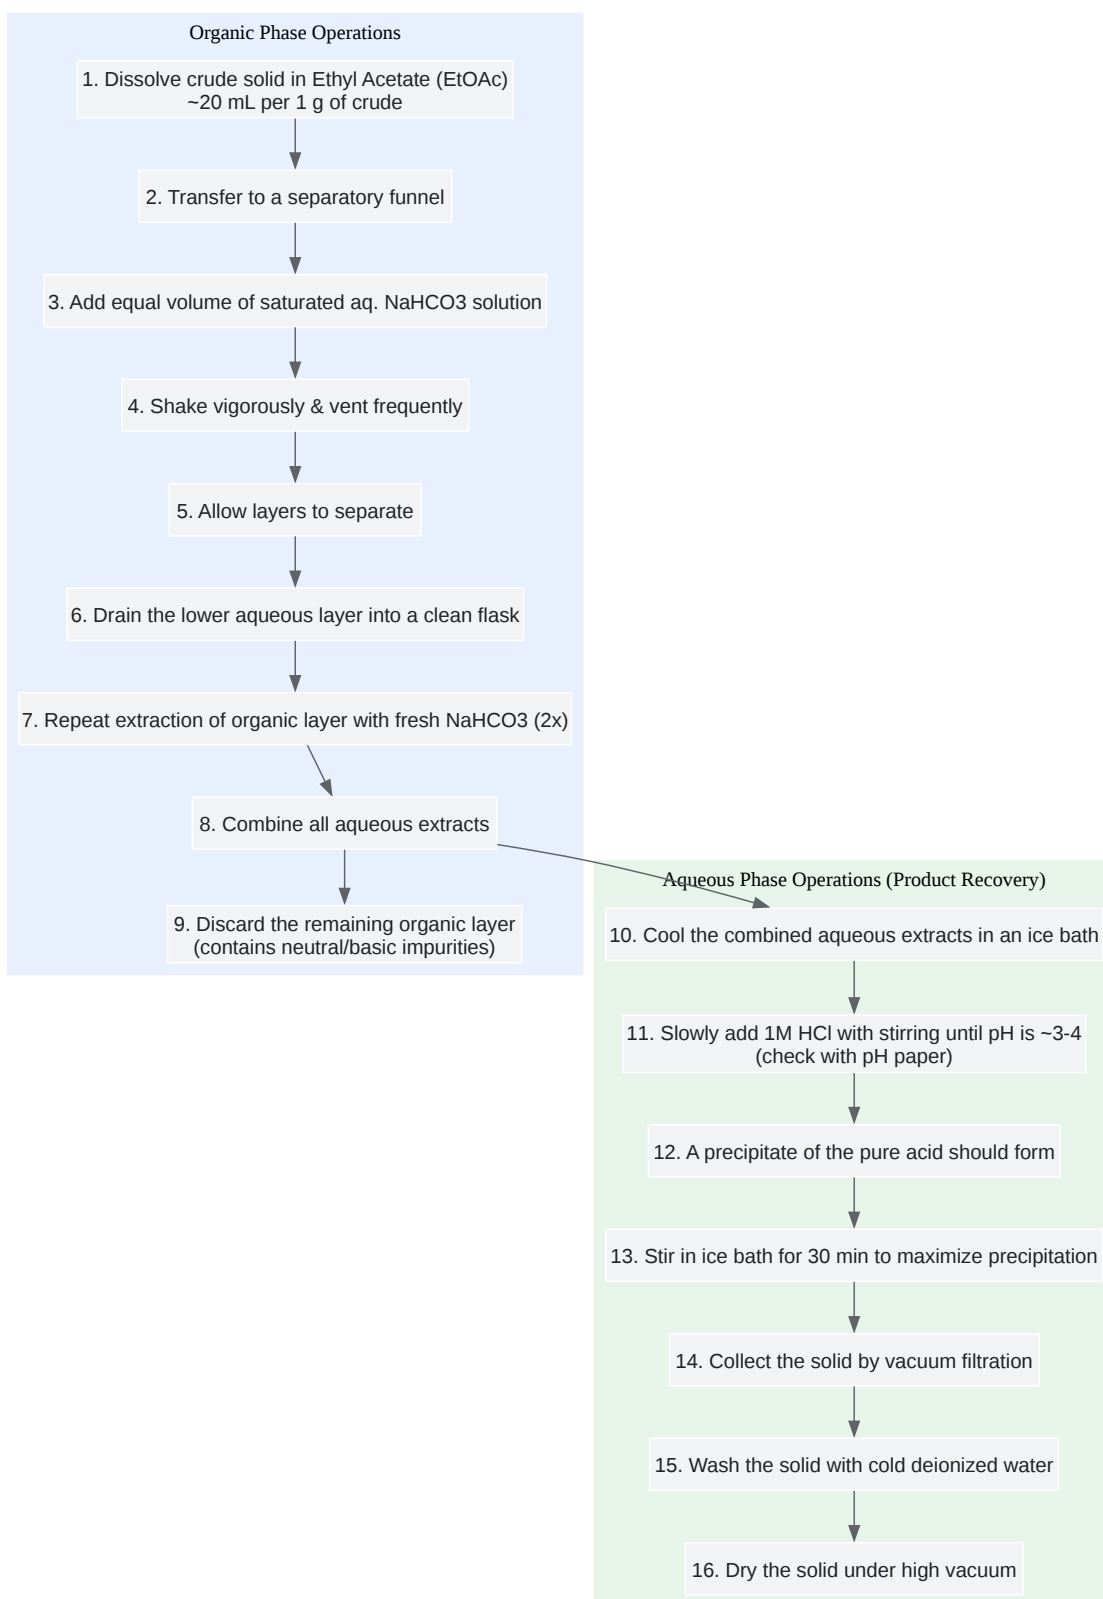 Organic Phase Operations
1. Dissolve crude solid in Ethyl Acetate (EtOAc)
~20 mL per 1 g of crude
2. Transfer to a separatory funnel
3. Add equal volume of saturated aq. NaHCO3 solution
4. Shake vigorously & vent frequently
5. Allow layers to separate
6. Drain the lower aqueous layer into a clean flask
7. Repeat extraction of organic layer with fresh NaHCO3 (2x)
8. Combine all aqueous extracts
9. Discard the remaining organic layer
(contains neutral/basic impurities)
Aqueous Phase Operations (Product Recovery)
10. Cool the combined aqueous extracts in an ice bath
11. Slowly add 1M HCl with stirring until pH is ~3-4
(check with pH paper)
12. A precipitate of the pure acid should form
13. Stir in ice bath for 30 min to maximize precipitation
14. Collect the solid by vacuum filtration
15. Wash the solid with cold deionized water
16. Dry the solid under high vacuum